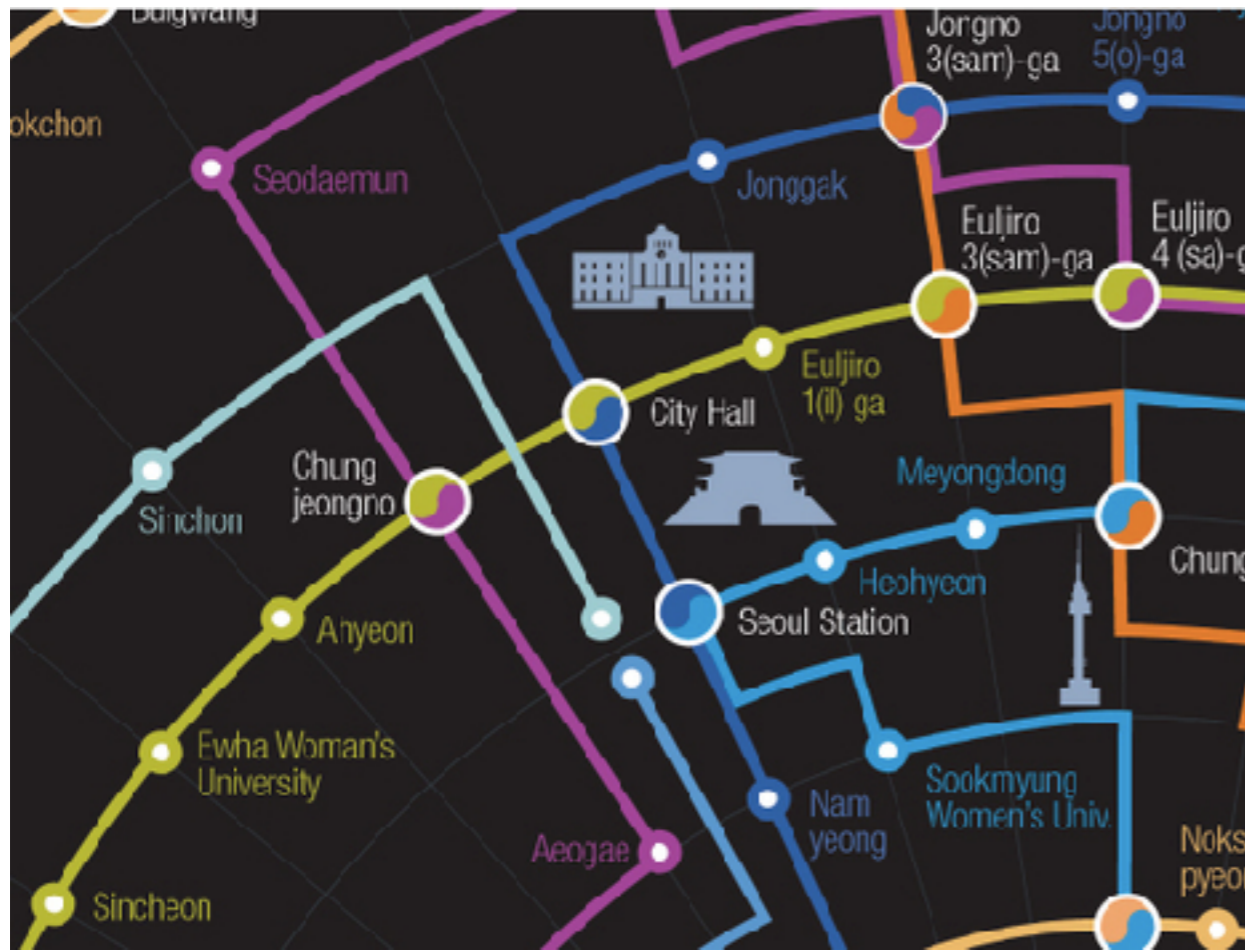 Bulgwang
Jongno
3(sam)-ga
Jongno
5(o)-ga
okchon
Seodaemun
Jonggak
Euljiro
3(sam)-ga
Euljiro
4 (sa)-g
Euljiro
1(il) ga
City Hall
Chung
jeongno
Meyongdong
Sinchon
Heohyeon
Chung
Seoul Station
Ahyeon
Ewha Woman's
University
Sookmyung
Women's Univ.
Nam
yeong
Noks
pyeon
Aeogae
Sincheon